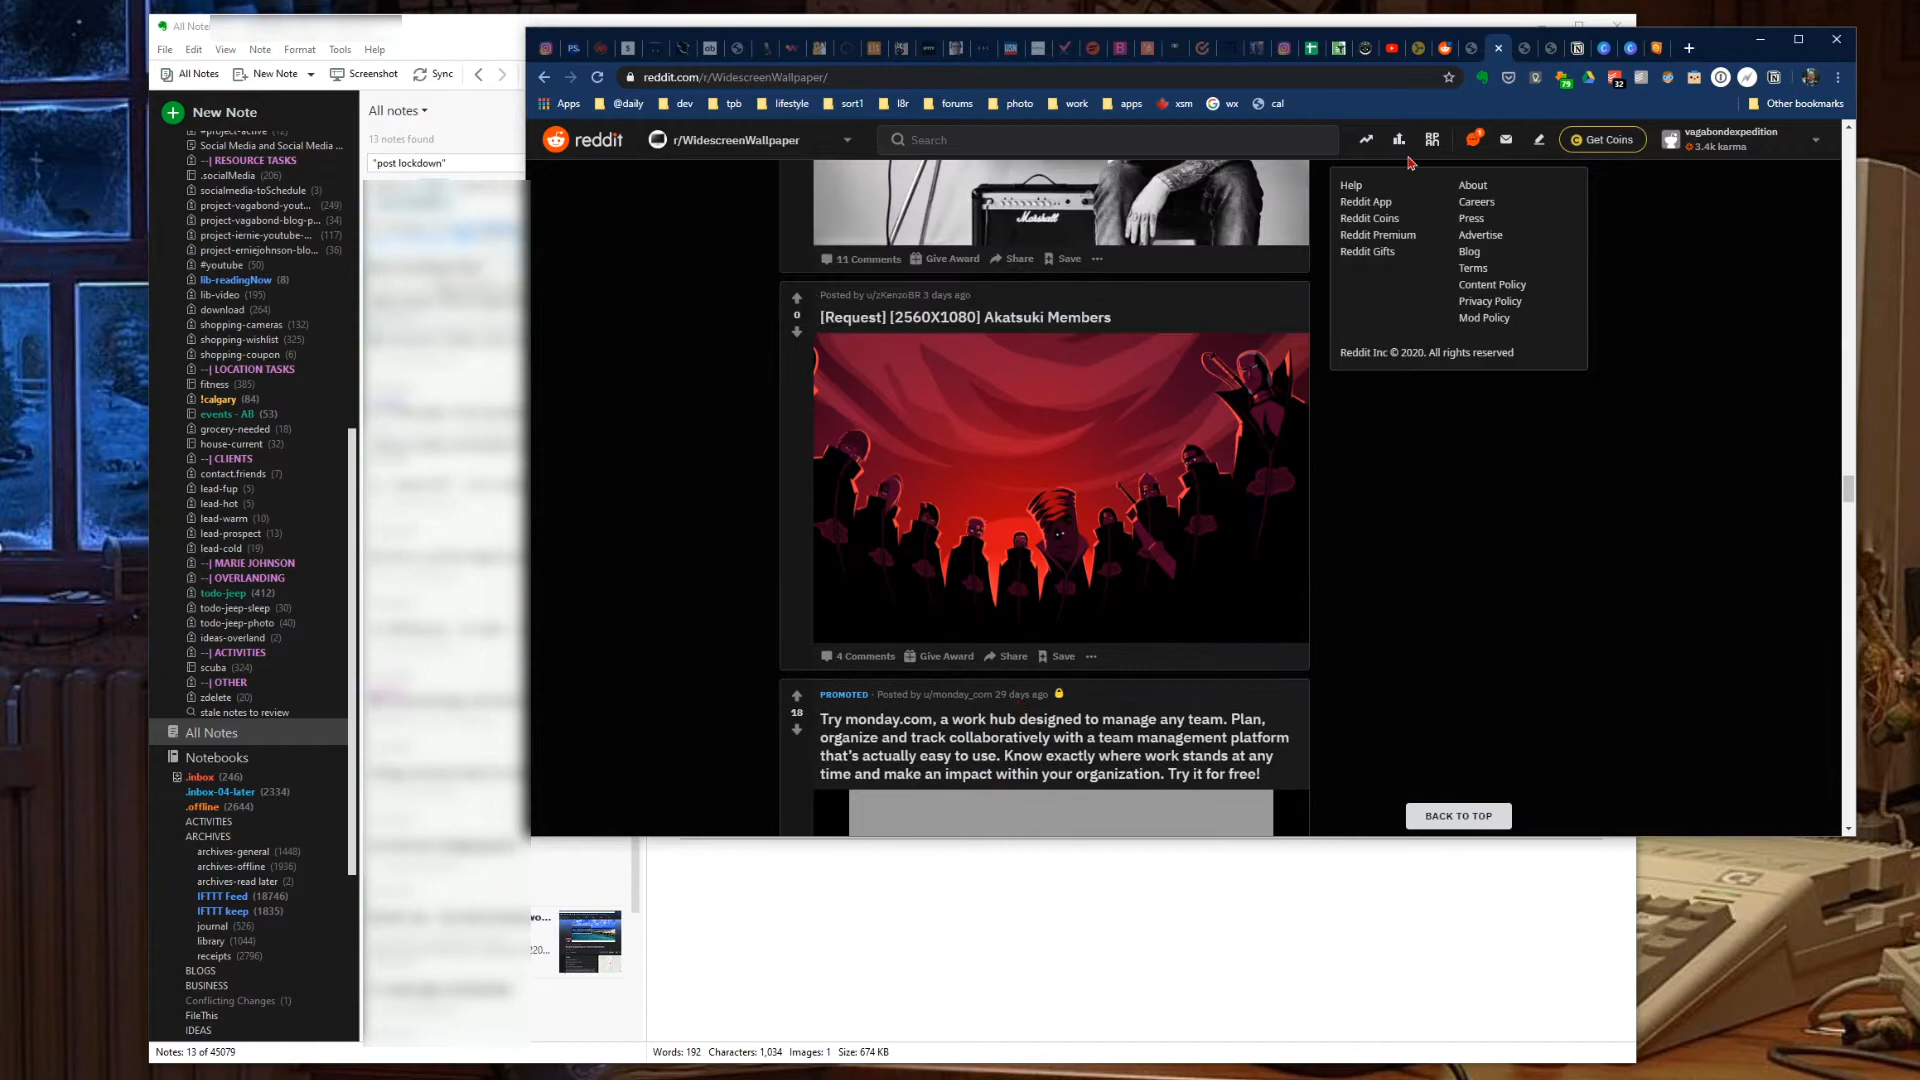 All Notes
File Edit View Note Format Tools Help
All Notes New Note Screenshot Sync
New Note
#project-active (12)
Social Media and Social Media ...
--| RESOURCE TASKS
.socialMedia (206)
socialmedia-toSchedule (3)
project-vagabond-yout... (249)
project-vagabond-blog-p... (34)
project-iernie-youtube-... (117)
project-erniejohnson-blo... (36)
#youtube (50)
lib-readingNow (8)
lib-video (195)
download (264)
shopping-cameras (132)
shopping-wishlist (325)
shopping-coupon (6)
--| LOCATION TASKS
fitness (385)
!calgary (84)
events - AB (53)
grocery-needed (18)
house-current (32)
--| CLIENTS
contact.friends (7)
lead-fup (5)
lead-hot (5)
lead-warm (10)
lead-prospect (13)
lead-cold (19)
--| MARIE JOHNSON
--| OVERLANDING
todo-jeep (412)
todo-jeep-sleep (30)
todo-jeep-photo (40)
ideas-overland (2)
--| ACTIVITIES
scuba (324)
--| OTHER
zdelete (20)
stale notes to review
All Notes
Notebooks
.inbox (246)
.inbox-04-later (2334)
.offline (2644)
ACTIVITIES
ARCHIVES
archives-general (1448)
archives-offline (1936)
archives-read later (2)
IFTTT Feed (18746)
IFTTT keep (1835)
journal (526)
library (1044)
receipts (2796)
BLOGS
BUSINESS
Conflicting Changes (1)
FileThis
IDEAS
Notes: 13 of 45079
All notes
13 notes found
"post lockdown"
wo...
220...
Words: 192 Characters: 1,034 Images: 1 Size: 674 KB
reddit.com/r/WidescreenWallpaper/
79 32
Apps @daily dev tpb lifestyle sort1 l8r forums photo work apps xsm wx cal Other bookmarks
reddit r/WidescreenWallpaper Search 1 Get Coins vagabondexpedition
3.4k karma
Marshall
11 Comments Give Award Share Save
Posted by u/zKenzoBR 3 days ago
0
[Request] [2560X1080] Akatsuki Members
4 Comments Give Award Share Save
PROMOTED · Posted by u/monday_com 29 days ago
18
Try monday.com, a work hub designed to manage any team. Plan,
organize and track collaboratively with a team management platform
that's actually easy to use. Know exactly where work stands at any
time and make an impact within your organization. Try it for free!
Help About
Reddit App Careers
Reddit Coins Press
Reddit Premium Advertise
Reddit Gifts Blog
Terms
Content Policy
Privacy Policy
Mod Policy
Reddit Inc © 2020. All rights reserved
BACK TO TOP